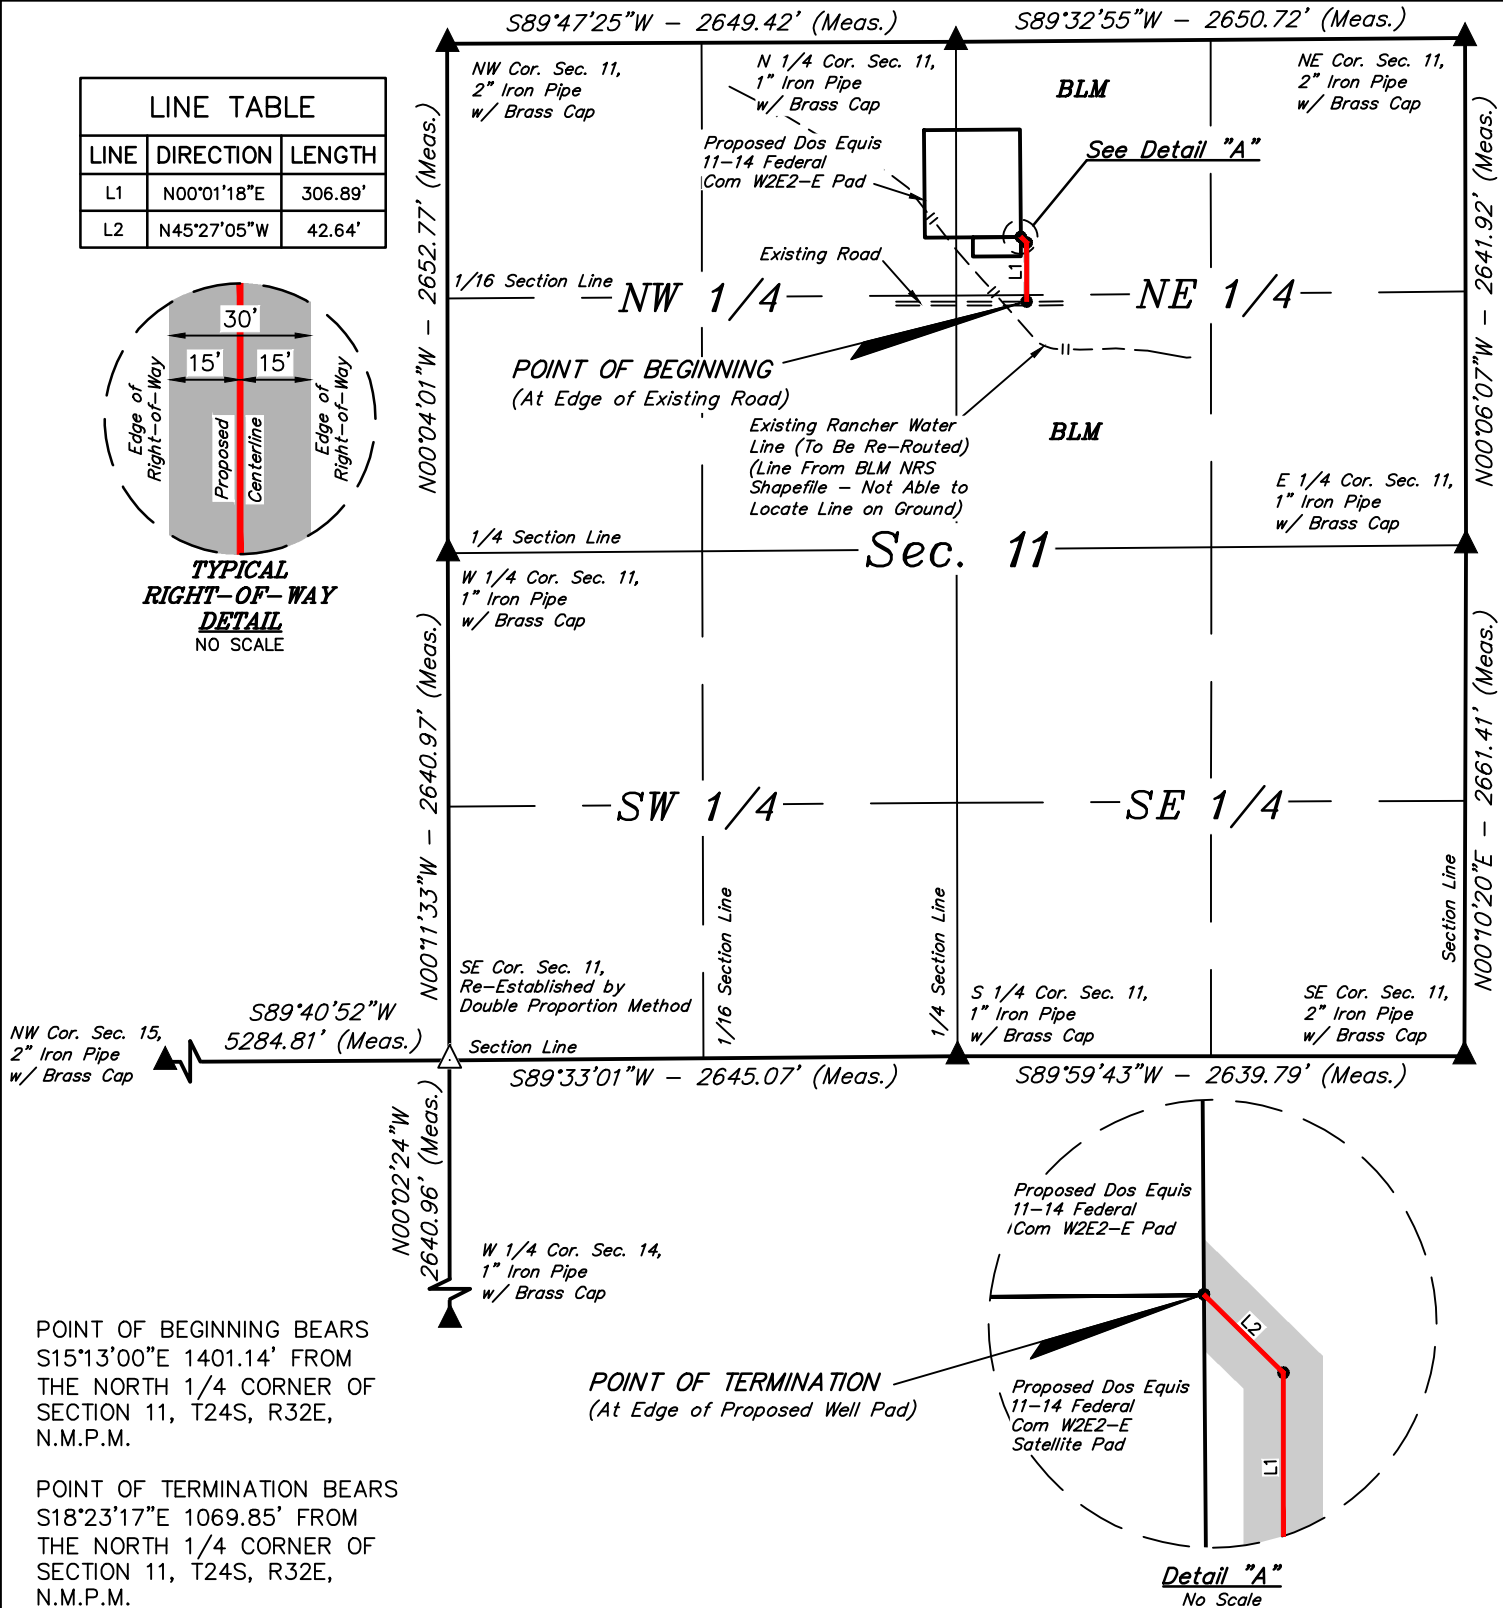 S89°47'25"W - 2649.42' (Meas.)
S89°32'55"W - 2650.72' (Meas.)
NW Cor. Sec. 11,
2" Iron Pipe
w/ Brass Cap
N 1/4 Cor. Sec. 11,
1" Iron Pipe
w/ Brass Cap
BLM
NE Cor. Sec. 11,
2" Iron Pipe
w/ Brass Cap
LINE TABLE
LINE DIRECTION LENGTH
L1 N00°01'18"E 306.89'
L2 N45°27'05"W 42.64'
N00°04'01"W - 2652.77' (Meas.)
Proposed Dos Equis
11-14 Federal
Com W2E2-E Pad
See Detail "A"
N00°06'07"W - 2641.92' (Meas.)
Existing Road
L1
1/16 Section Line
NW 1/4
NE 1/4
30'
15' 15'
Edge of
Right-of-Way
Proposed
Centerline
Edge of
Right-of-Way
TYPICAL
RIGHT-OF-WAY
DETAIL
NO SCALE
POINT OF BEGINNING
(At Edge of Existing Road)
Existing Rancher Water
Line (To Be Re-Routed)
(Line From BLM NRS
Shapefile - Not Able to
Locate Line on Ground)
BLM
E 1/4 Cor. Sec. 11,
1" Iron Pipe
w/ Brass Cap
1/4 Section Line
Sec. 11
W 1/4 Cor. Sec. 11,
1" Iron Pipe
w/ Brass Cap
N00°11'33"W - 2640.97' (Meas.)
N00°10'20"E - 2661.41' (Meas.)
SW 1/4
SE 1/4
1/16 Section Line
1/4 Section Line
Section Line
SE Cor. Sec. 11,
Re-Established by
Double Proportion Method
S 1/4 Cor. Sec. 11,
1" Iron Pipe
w/ Brass Cap
SE Cor. Sec. 11,
2" Iron Pipe
w/ Brass Cap
S89°40'52"W
5284.81' (Meas.)
NW Cor. Sec. 15,
2" Iron Pipe
w/ Brass Cap
Section Line
S89°33'01"W - 2645.07' (Meas.)
S89°59'43"W - 2639.79' (Meas.)
N00°02'24"W
2640.96' (Meas.)
W 1/4 Cor. Sec. 14,
1" Iron Pipe
w/ Brass Cap
Proposed Dos Equis
11-14 Federal
Com W2E2-E Pad
L2
POINT OF TERMINATION
(At Edge of Proposed Well Pad)
Proposed Dos Equis
11-14 Federal
Com W2E2-E
Satellite Pad
L1
Detail "A"
No Scale
POINT OF BEGINNING BEARS
S15°13'00"E 1401.14' FROM
THE NORTH 1/4 CORNER OF
SECTION 11, T24S, R32E,
N.M.P.M.
POINT OF TERMINATION BEARS
S18°23'17"E 1069.85' FROM
THE NORTH 1/4 CORNER OF
SECTION 11, T24S, R32E,
N.M.P.M.